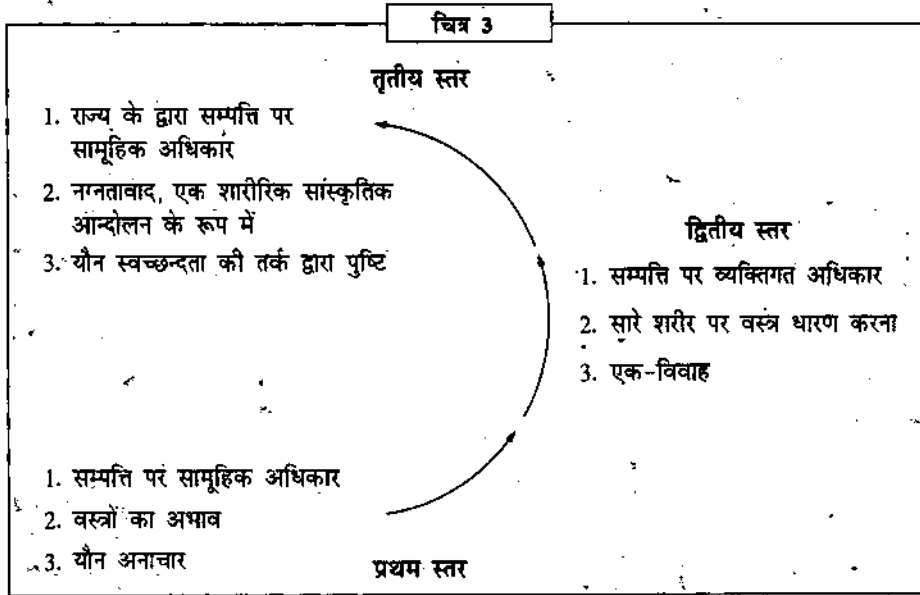 चित्र 3
तृतीय स्तर
1. राज्य के द्वारा सम्पत्ति पर
सामूहिक अधिकार
2. नग्नतावाद, एक शारीरिक सांस्कृतिक
आन्दोलन के रूप में
3. यौन स्वच्छन्दता की तर्क द्वारा पुष्टि
द्वितीय स्तर
1. सम्पत्ति पर व्यक्तिगत अधिकार
2. सारे शरीर पर वस्त्र धारण करना
3. एक-विवाह
1. सम्पत्ति पर सामूहिक अधिकार
2. वस्त्रों का अभाव
3. यौन अनाचार
प्रथम स्तर